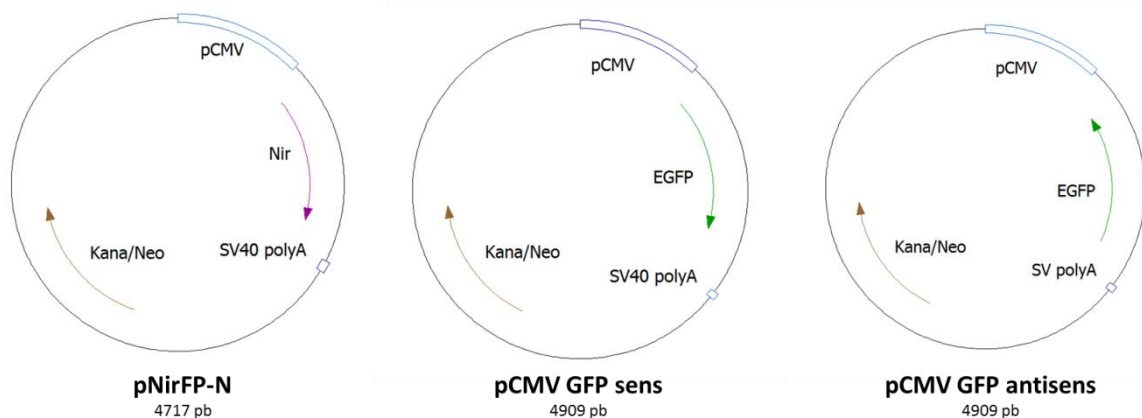 pCMV
Nir
SV40 polyA
Kana/Neo
pNirFP-N
4717 pb
pCMV
EGFP
SV40 polyA
Kana/Neo
pCMV GFP sens
4909 pb
pCMV
EGFP
SV polyA
Kana/Neo
pCMV GFP antisens
4909 pb